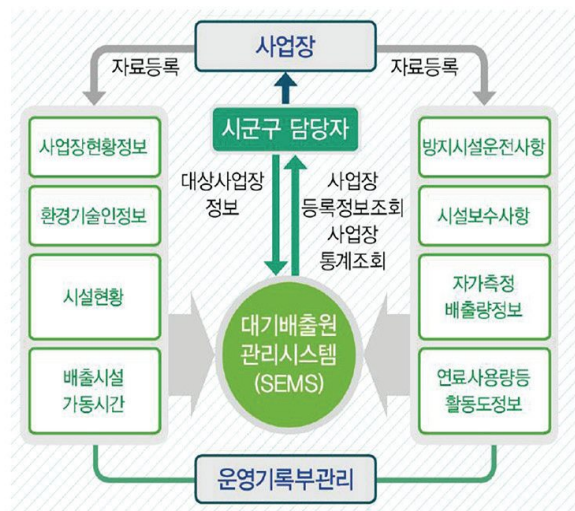 사업장
자료등록
자료등록
시군구 담당자
사업장현황정보
환경기술인정보
시설현황
배출시설
가동시간
대상사업장
정보
사업장
등록정보조회
사업장
통계조회
방지시설운전사항
시설보수사항
자가측정
배출량정보
연료사용량등
활동도정보
대기배출원
관리시스템
(SEMS)
운영기록부관리